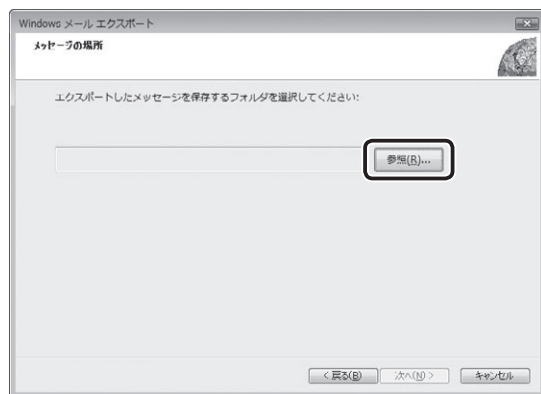 Windows メール エクスポート
メッセージの場所
エクスポートしたメッセージを保存するフォルダを選択してください:
参照(R)...
< 戻る(B)
次へ(N) >
キャンセル